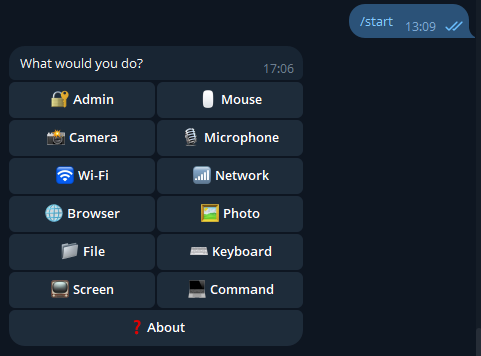 /start 13:09
What would you do? 17:06
Admin Mouse
Camera Microphone
Wi-Fi Network
Browser Photo
File Keyboard
Screen Command
About